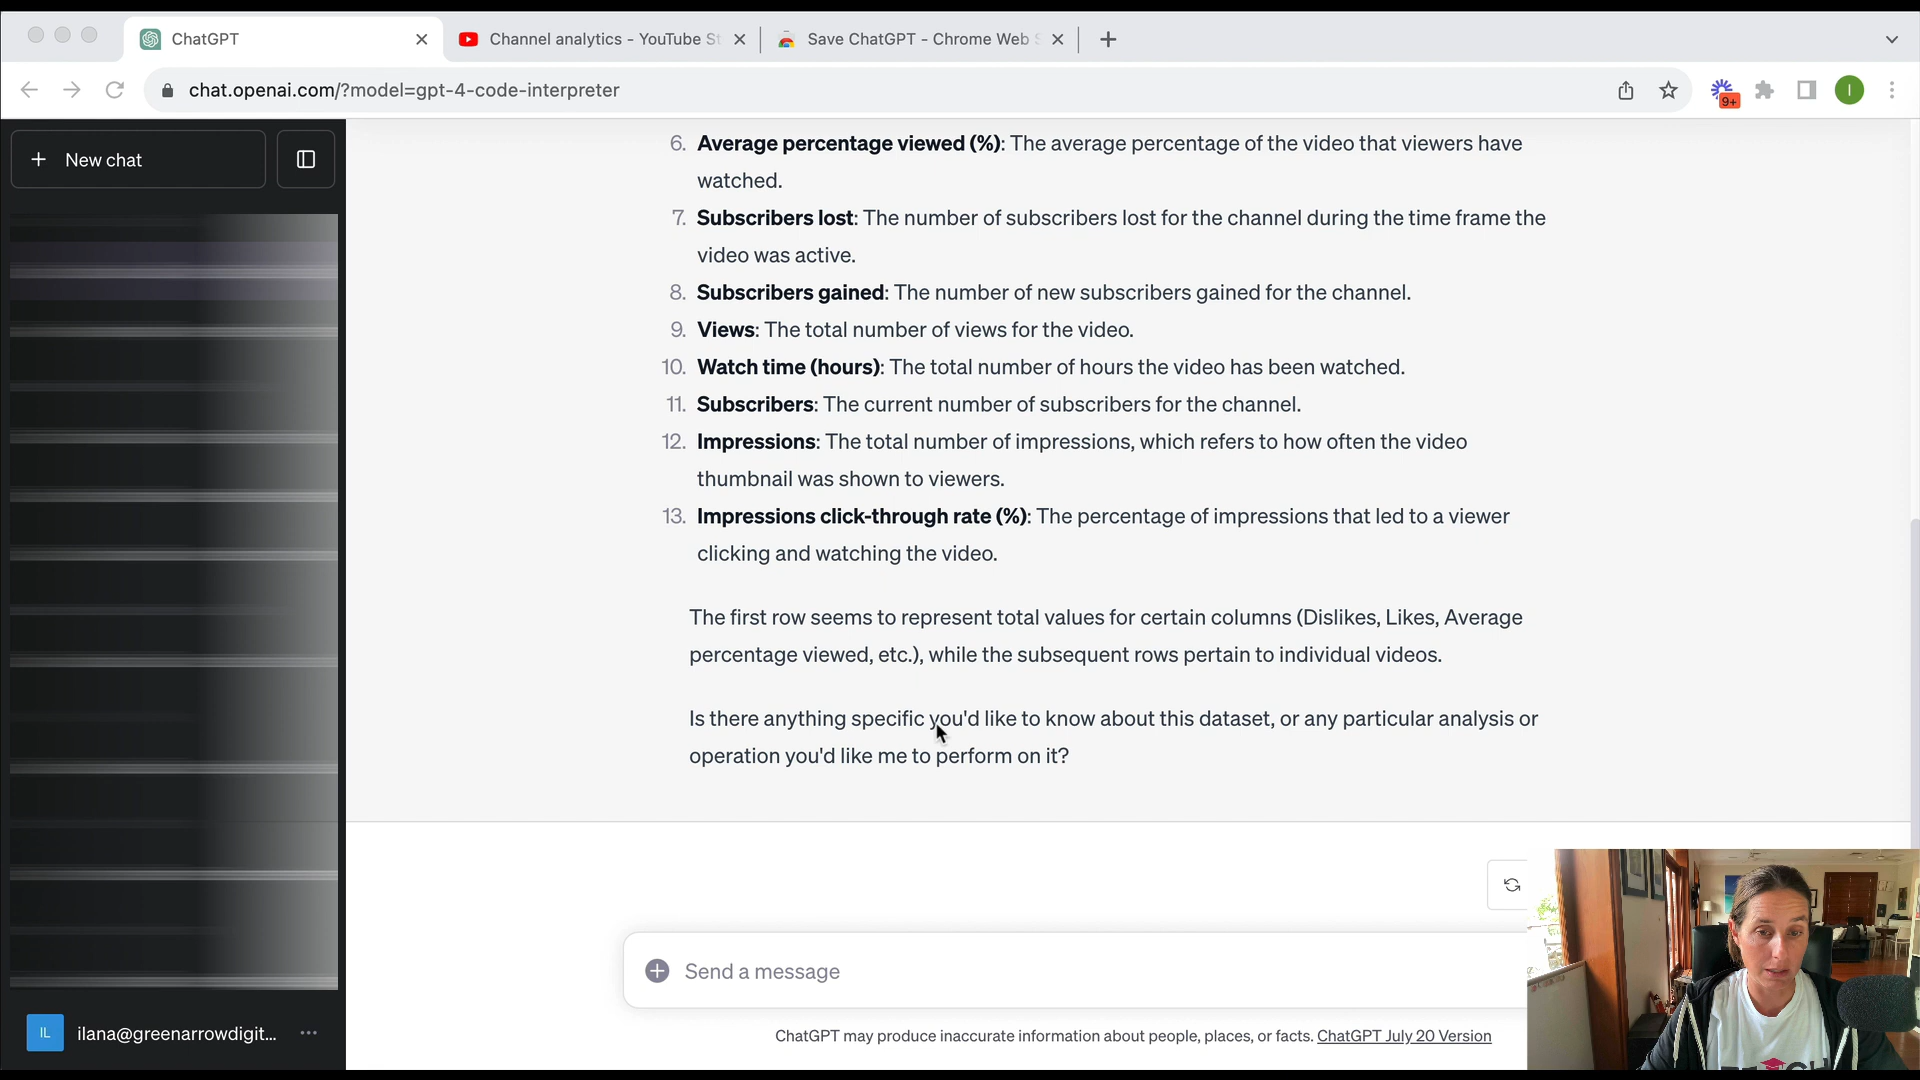 ChatGPT
Channel analytics - YouTube St
Save ChatGPT - Chrome Web S
chat.openai.com/?model=gpt-4-code-interpreter
9+
I
New chat
6. Average percentage viewed (%): The average percentage of the video that viewers have
watched.
7. Subscribers lost: The number of subscribers lost for the channel during the time frame the
video was active.
8. Subscribers gained: The number of new subscribers gained for the channel.
9. Views: The total number of views for the video.
10. Watch time (hours): The total number of hours the video has been watched.
11. Subscribers: The current number of subscribers for the channel.
12. Impressions: The total number of impressions, which refers to how often the video
thumbnail was shown to viewers.
13. Impressions click-through rate (%): The percentage of impressions that led to a viewer
clicking and watching the video.
The first row seems to represent total values for certain columns (Dislikes, Likes, Average
percentage viewed, etc.), while the subsequent rows pertain to individual videos.
Is there anything specific you'd like to know about this dataset, or any particular analysis or
operation you'd like me to perform on it?
Send a message
ChatGPT may produce inaccurate information about people, places, or facts. ChatGPT July 20 Version
IL
ilana@greenarrowdigit...